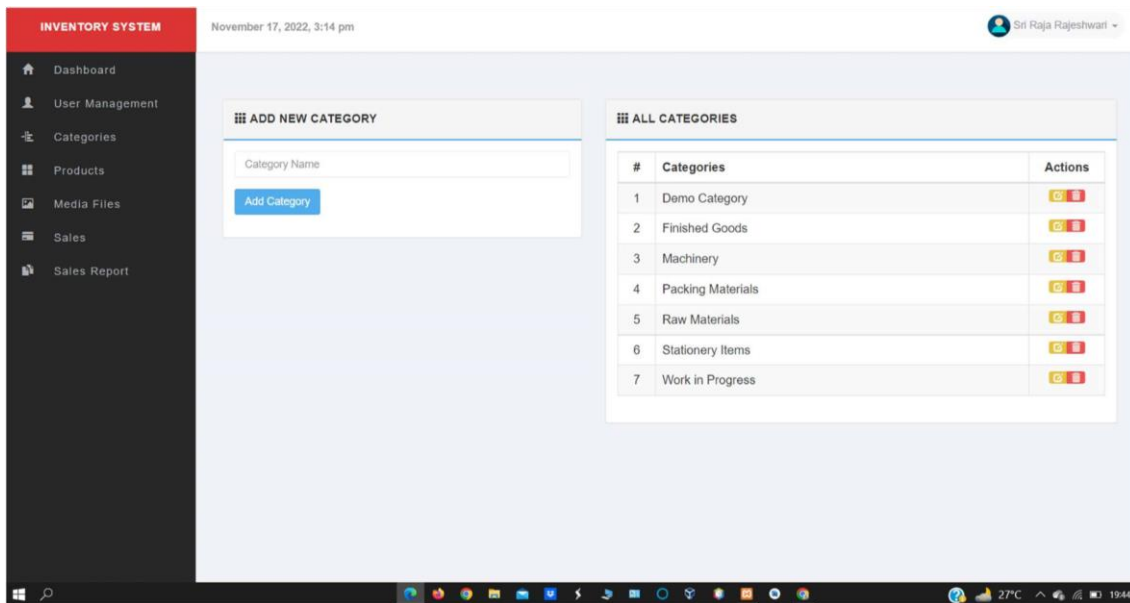 INVENTORY SYSTEM
November 17, 2022, 3:14 pm
Sri Raja Rajeshwari
Dashboard
User Management
Categories
Products
Media Files
Sales
Sales Report
ADD NEW CATEGORY
Category Name
Add Category
ALL CATEGORIES
# Categories Actions
1 Demo Category
2 Finished Goods
3 Machinery
4 Packing Materials
5 Raw Materials
6 Stationery Items
7 Work in Progress
27°C 19:44